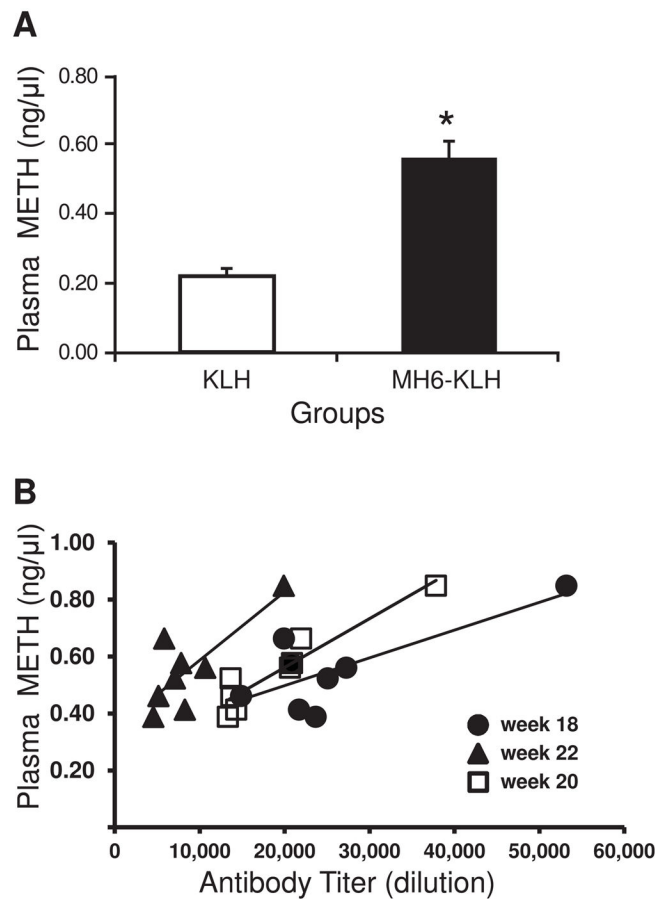 A
Plasma METH (ng/µl)
0.80
0.60
0.40
0.20
0.00
*
KLH MH6-KLH
Groups
B
Plasma METH (ng/µl)
1.00
0.80
0.60
0.40
0.20
week 18
week 22
week 20
0 10,000 20,000 30,000 40,000 50,000 60,000
Antibody Titer (dilution)